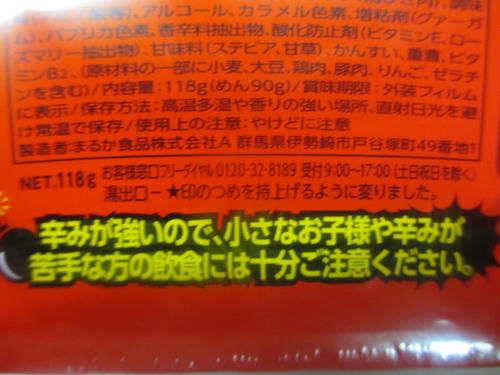 酸等)、アルコール、カラメル色素、増粘剤(グァーガ
ム)、パプリカ色素、香辛料抽出物、酸化防止剤(ビタミンE、ロー
ズマリー抽出物)、甘味料(ステビア、甘草)、かんすい、重曹、ビタ
ミンB2、(原材料の一部に小麦、大豆、鶏肉、豚肉、りんご、ゼラチ
ンを含む)/内容量:118g(めん90g)/賞味期限:外装フィルム
に表示/保存方法:高温多湿や香りの強い場所、直射日光を避
け常温で保存/使用上の注意:やけどに注意
製造者:まるか食品株式会社A 群馬県伊勢崎市戸谷塚町49番地1
NET.118g お客様窓口フリーダイヤル 0120-32-8189 受付9:00〜17:00 (土日祝日を除く)
湯出口ー ★印のつめを持上げるように変りました。
辛みが強いので、小さなお子様や辛みが
苦手な方の飲食には十分ご注意ください。